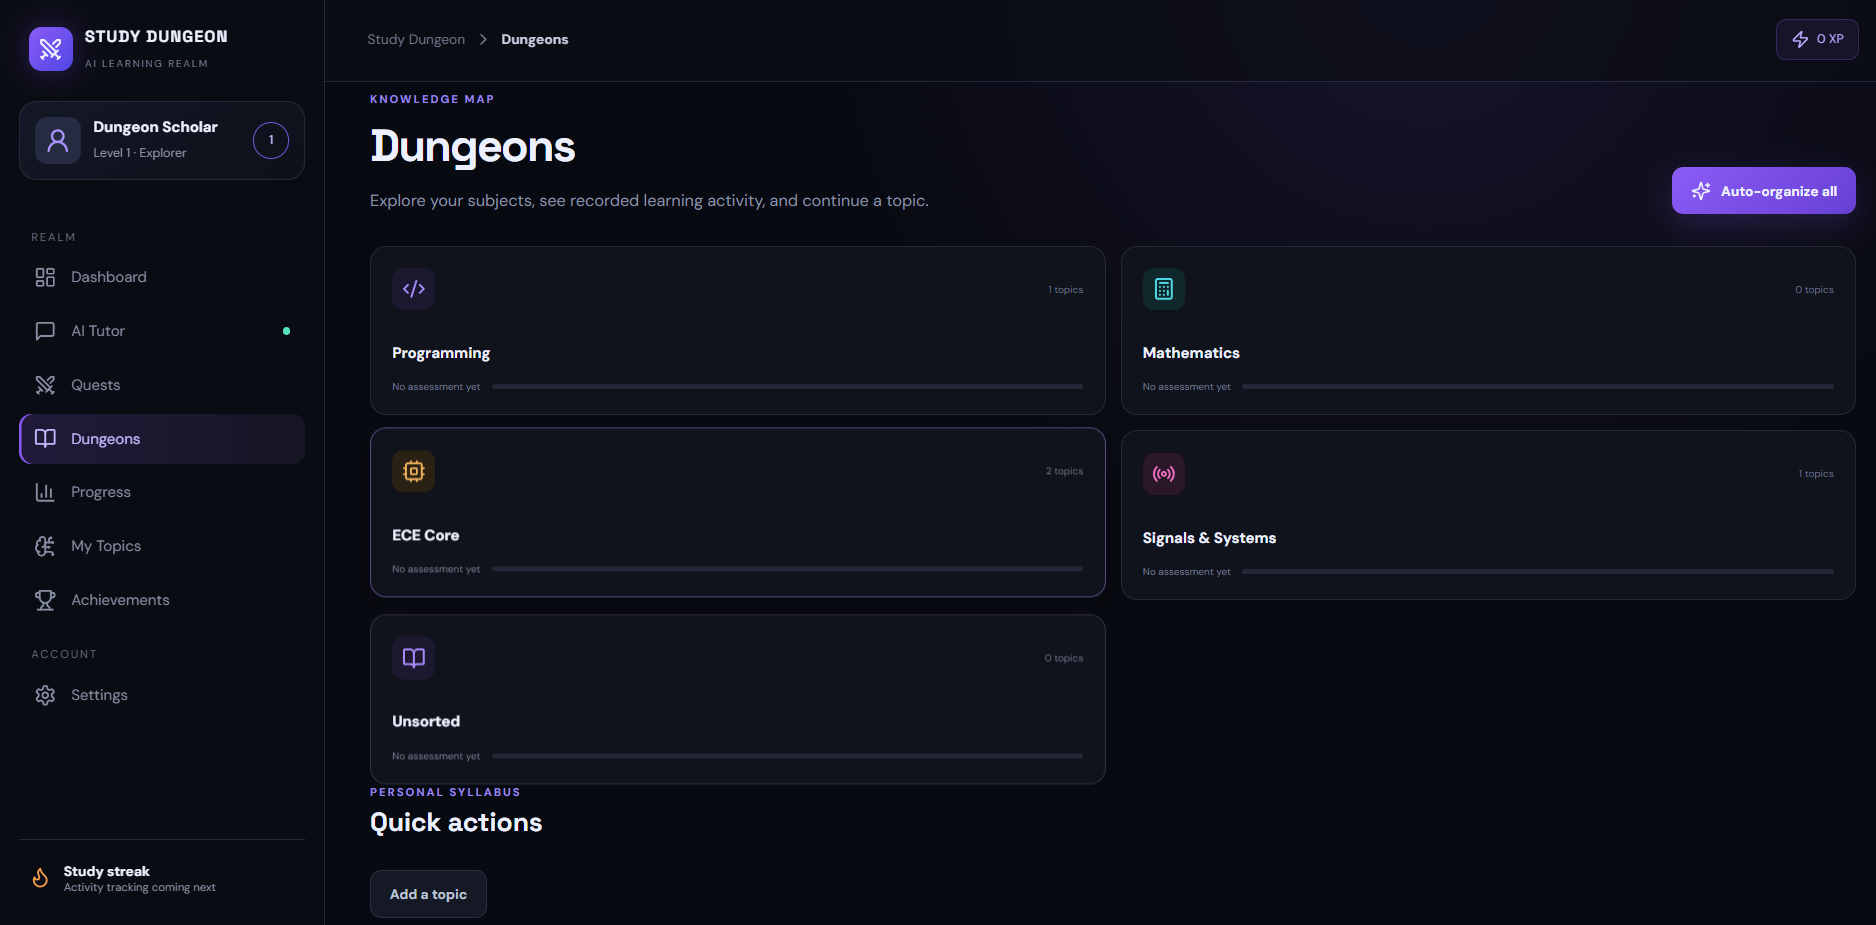 STUDY DUNGEON
AI LEARNING REALM
Dungeon Scholar
Level 1 · Explorer
1
REALM
Dashboard
AI Tutor
Quests
Dungeons
Progress
My Topics
Achievements
ACCOUNT
Settings
Study streak
Activity tracking coming next
Study Dungeon > Dungeons
0 XP
KNOWLEDGE MAP
Dungeons
Explore your subjects, see recorded learning activity, and continue a topic.
Auto-organize all
1 topics
Programming
No assessment yet
0 topics
Mathematics
No assessment yet
2 topics
ECE Core
No assessment yet
1 topics
Signals & Systems
No assessment yet
0 topics
Unsorted
No assessment yet
PERSONAL SYLLABUS
Quick actions
Add a topic